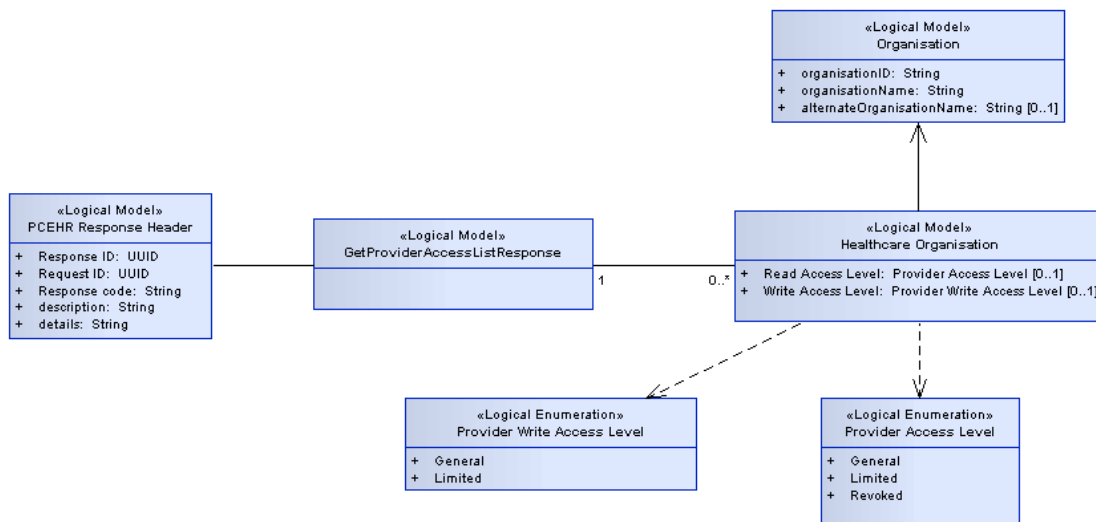 «Logical Model»
Organisation
+ organisationID: String
+ organisationName: String
+ alternateOrganisationName: String [0..1]
«Logical Model»
PCEHR Response Header
+ Response ID: UUID
+ Request ID: UUID
+ Response code: String
+ description: String
+ details: String
«Logical Model»
GetProviderAccessListResponse
1
0..*
«Logical Model»
Healthcare Organisation
+ Read Access Level: Provider Access Level [0..1]
+ Write Access Level: Provider Write Access Level [0..1]
«Logical Enumeration»
Provider Write Access Level
+ General
+ Limited
«Logical Enumeration»
Provider Access Level
+ General
+ Limited
+ Revoked